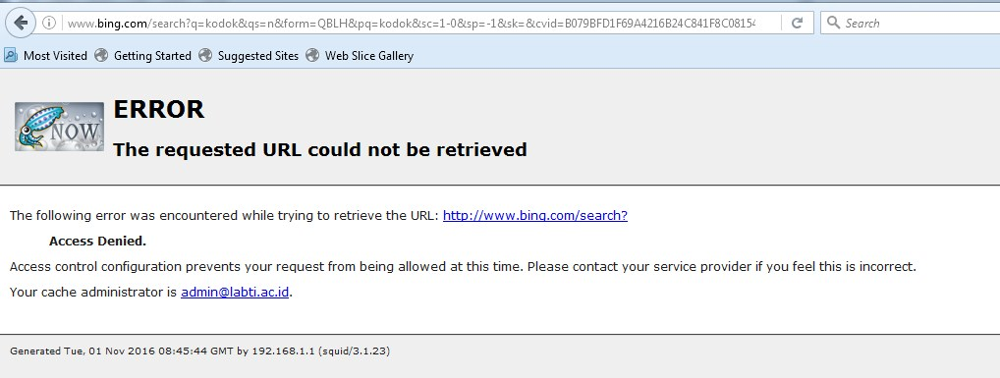 www.bing.com/search?q=kodok&qs=n&form=QBLH&pq=kodok&sc=1-0&sp=-1&sk=&cvid=B079BFD1F69A4216B24C841F8C08154
Search
Most Visited Getting Started Suggested Sites Web Slice Gallery
NOW
ERROR
The requested URL could not be retrieved
The following error was encountered while trying to retrieve the URL: http://www.bing.com/search?
Access Denied.
Access control configuration prevents your request from being allowed at this time. Please contact your service provider if you feel this is incorrect.
Your cache administrator is admin@labti.ac.id.
Generated Tue, 01 Nov 2016 08:45:44 GMT by 192.168.1.1 (squid/3.1.23)